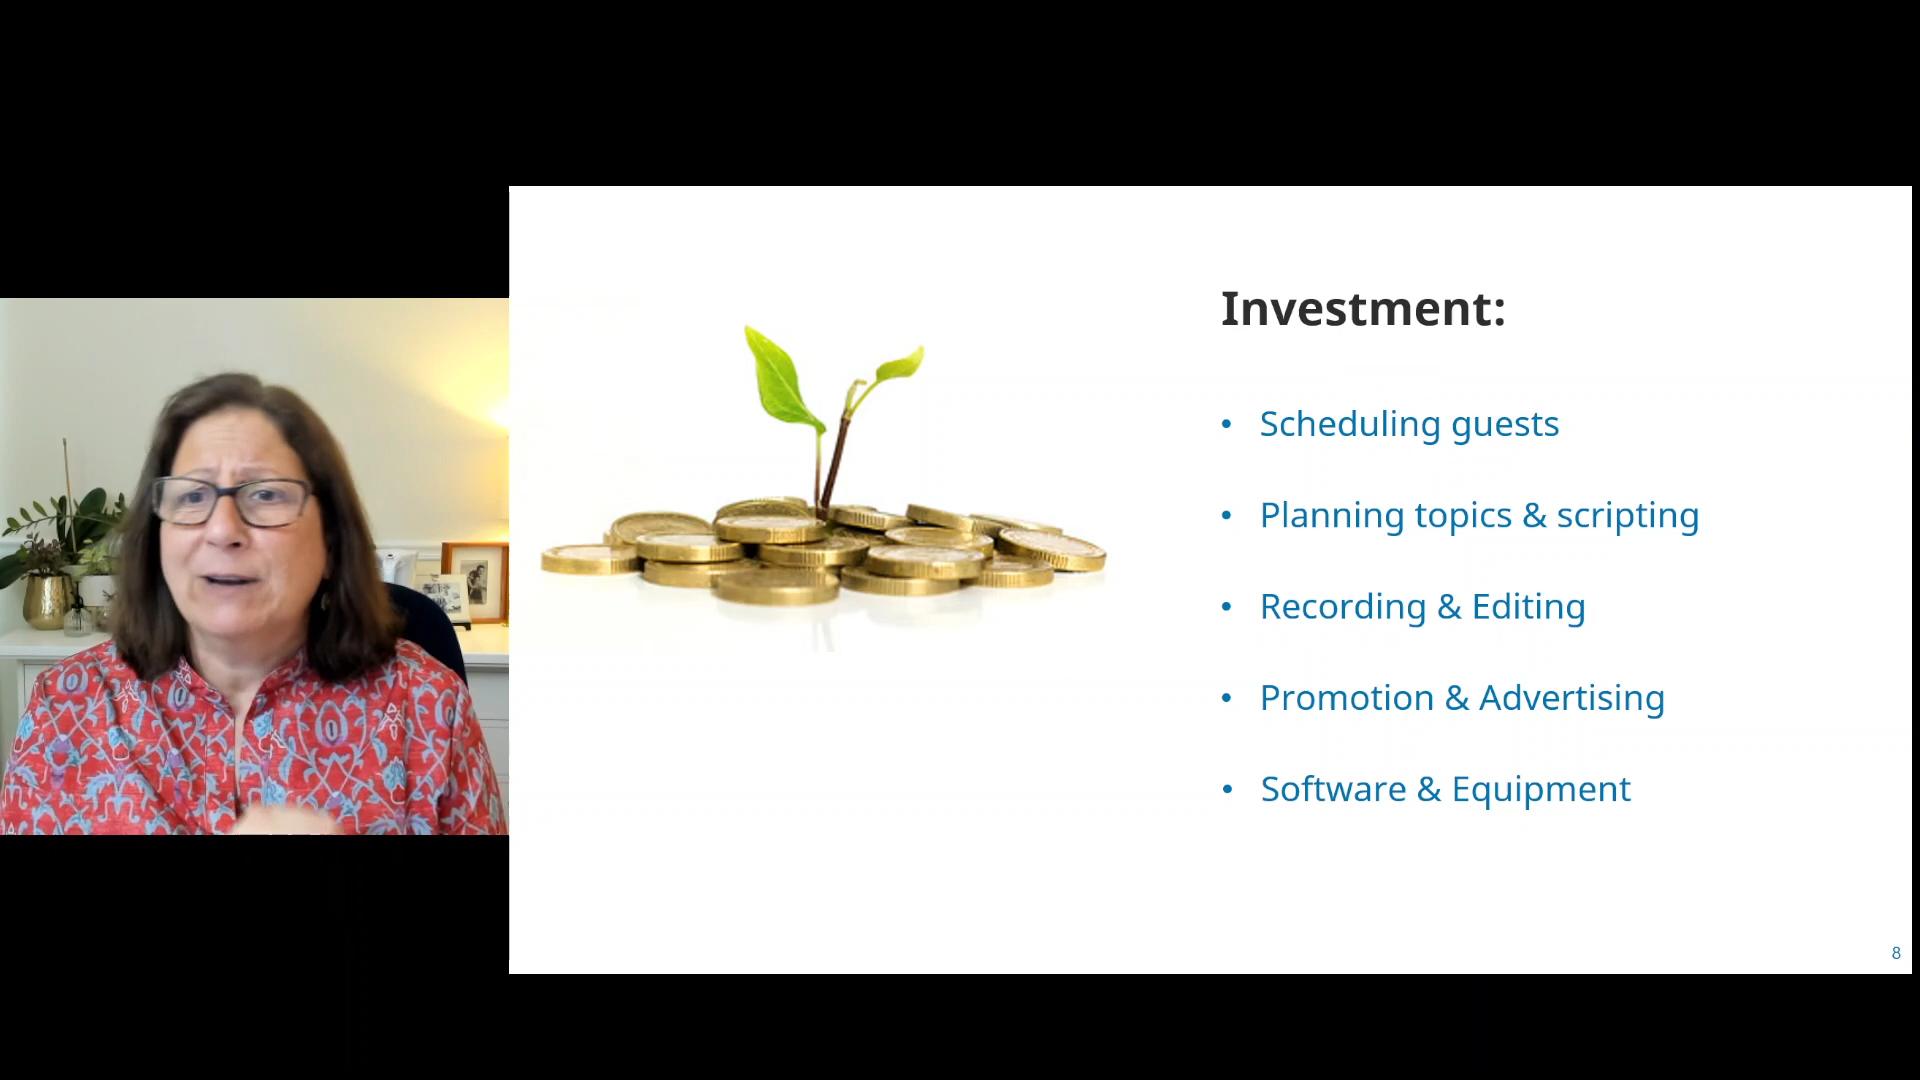 Investment:
• Scheduling guests
• Planning topics & scripting
• Recording & Editing
• Promotion & Advertising
• Software & Equipment
8